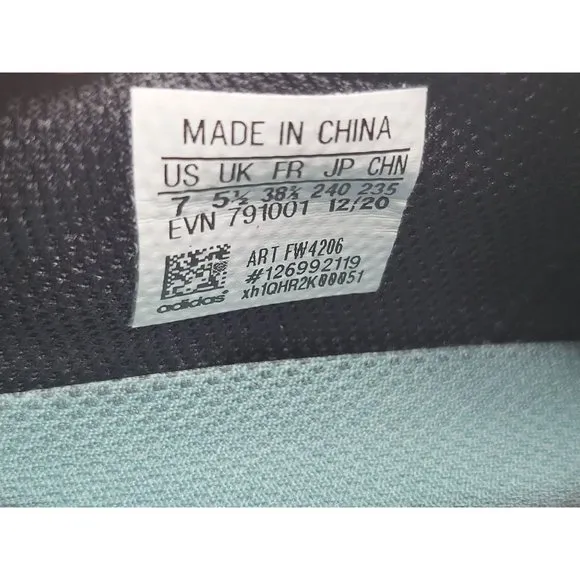 MADE IN CHINA
US UK FR JP CHN
7 5½ 38⅔ 240 235
EVN 791001 12/20
ART FW4206
#126992119
xh1QHR2K00051
adidas